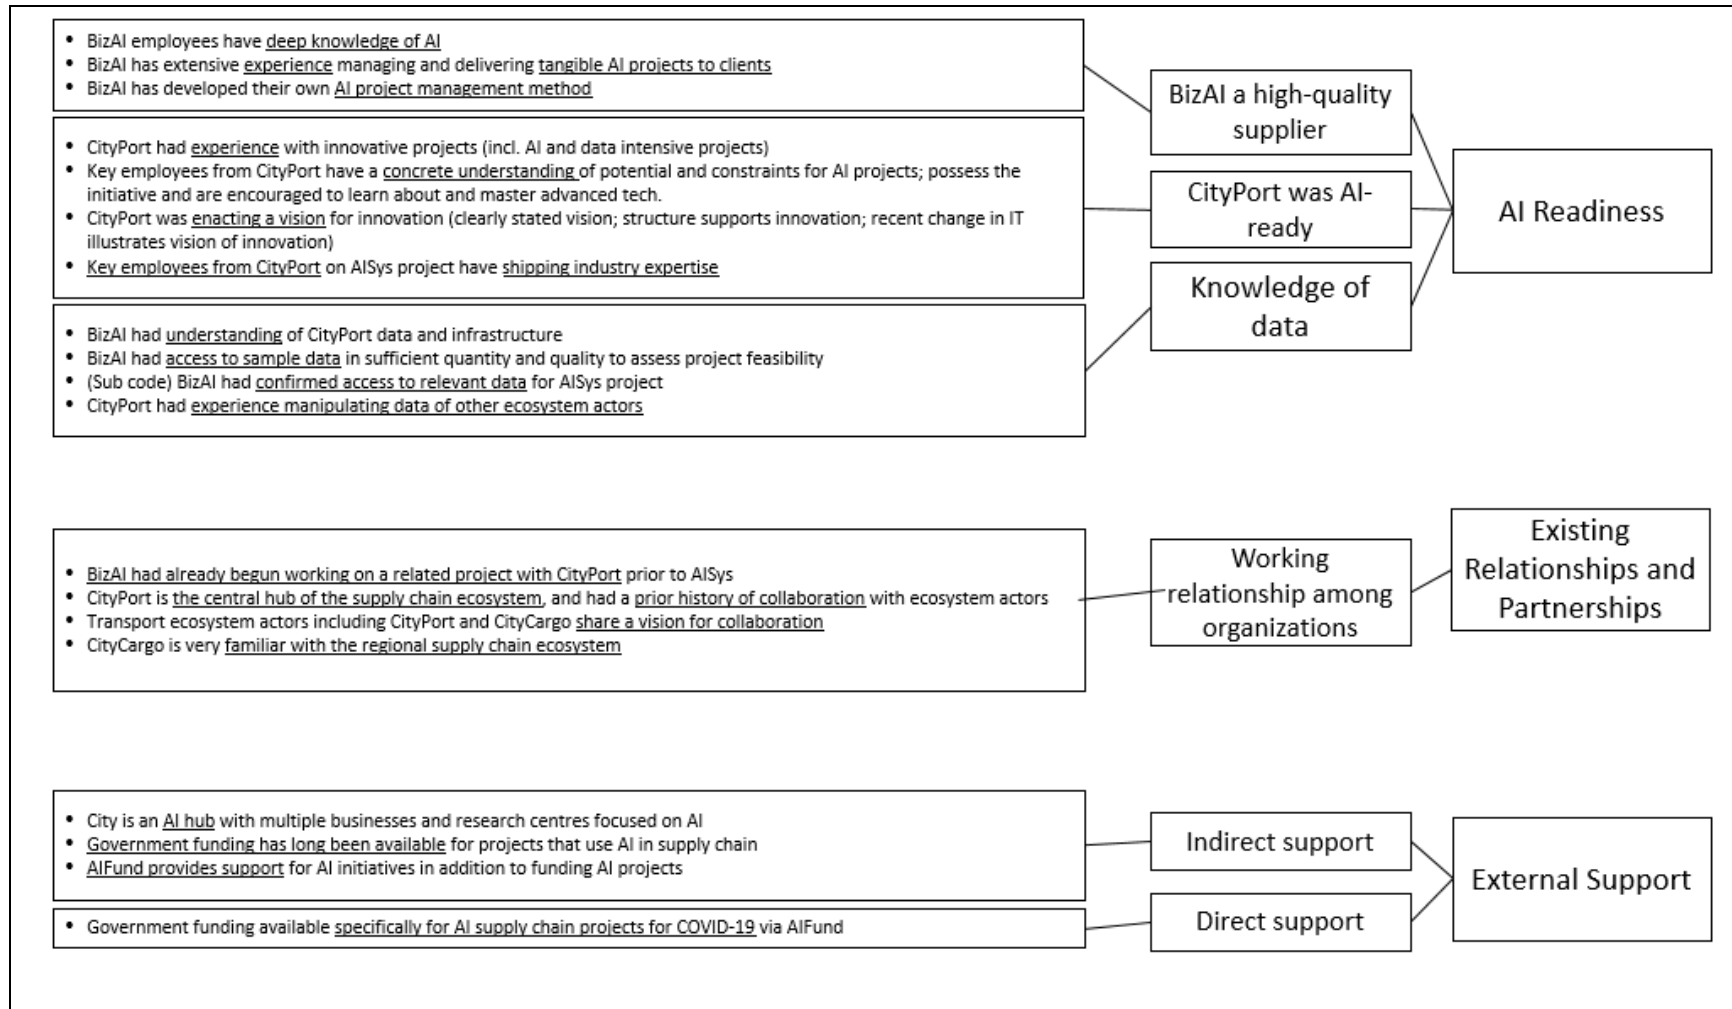 • BizAI employees have deep knowledge of AI
• BizAI has extensive experience managing and delivering tangible AI projects to clients
• BizAI has developed their own AI project management method
BizAI a high-quality
supplier
• CityPort had experience with innovative projects (incl. AI and data intensive projects)
• Key employees from CityPort have a concrete understanding of potential and constraints for AI projects; possess the
initiative and are encouraged to learn about and master advanced tech.
• CityPort was enacting a vision for innovation (clearly stated vision; structure supports innovation; recent change in IT
illustrates vision of innovation)
• Key employees from CityPort on AISys project have shipping industry expertise
CityPort was AI-
ready
AI Readiness
• BizAI had understanding of CityPort data and infrastructure
• BizAI had access to sample data in sufficient quantity and quality to assess project feasibility
• (Sub code) BizAI had confirmed access to relevant data for AISys project
• CityPort had experience manipulating data of other ecosystem actors
Knowledge of
data
• BizAI had already begun working on a related project with CityPort prior to AISys
• CityPort is the central hub of the supply chain ecosystem, and had a prior history of collaboration with ecosystem actors
• Transport ecosystem actors including CityPort and CityCargo share a vision for collaboration
• CityCargo is very familiar with the regional supply chain ecosystem
Working
relationship among
organizations
Existing
Relationships and
Partnerships
• City is an AI hub with multiple businesses and research centres focused on AI
• Government funding has long been available for projects that use AI in supply chain
• AIFund provides support for AI initiatives in addition to funding AI projects
Indirect support
External Support
• Government funding available specifically for AI supply chain projects for COVID-19 via AIFund
Direct support